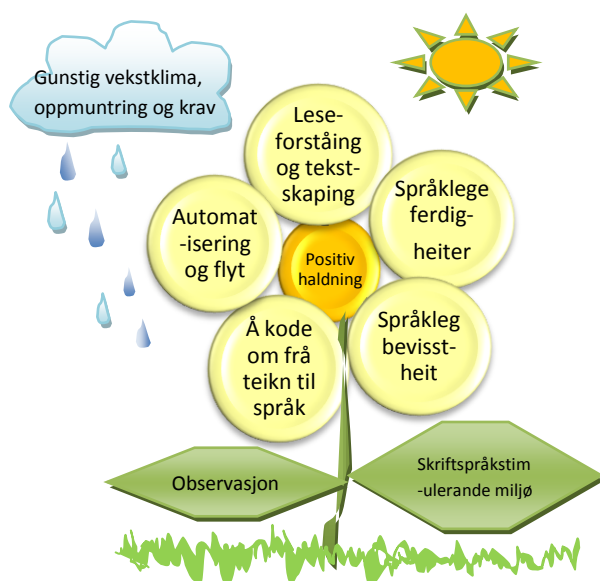 Gunstig vekstklima,
oppmuntring og krav
Lese-
forståing
og tekst-
skaping
Språklege
ferdig-
heiter
Automat
-isering
og flyt
Positiv
haldning
Språkleg
bevisst-
heit
Å kode
om frå
teikn til
språk
Observasjon
Skriftspråkstim
-ulerande miljø